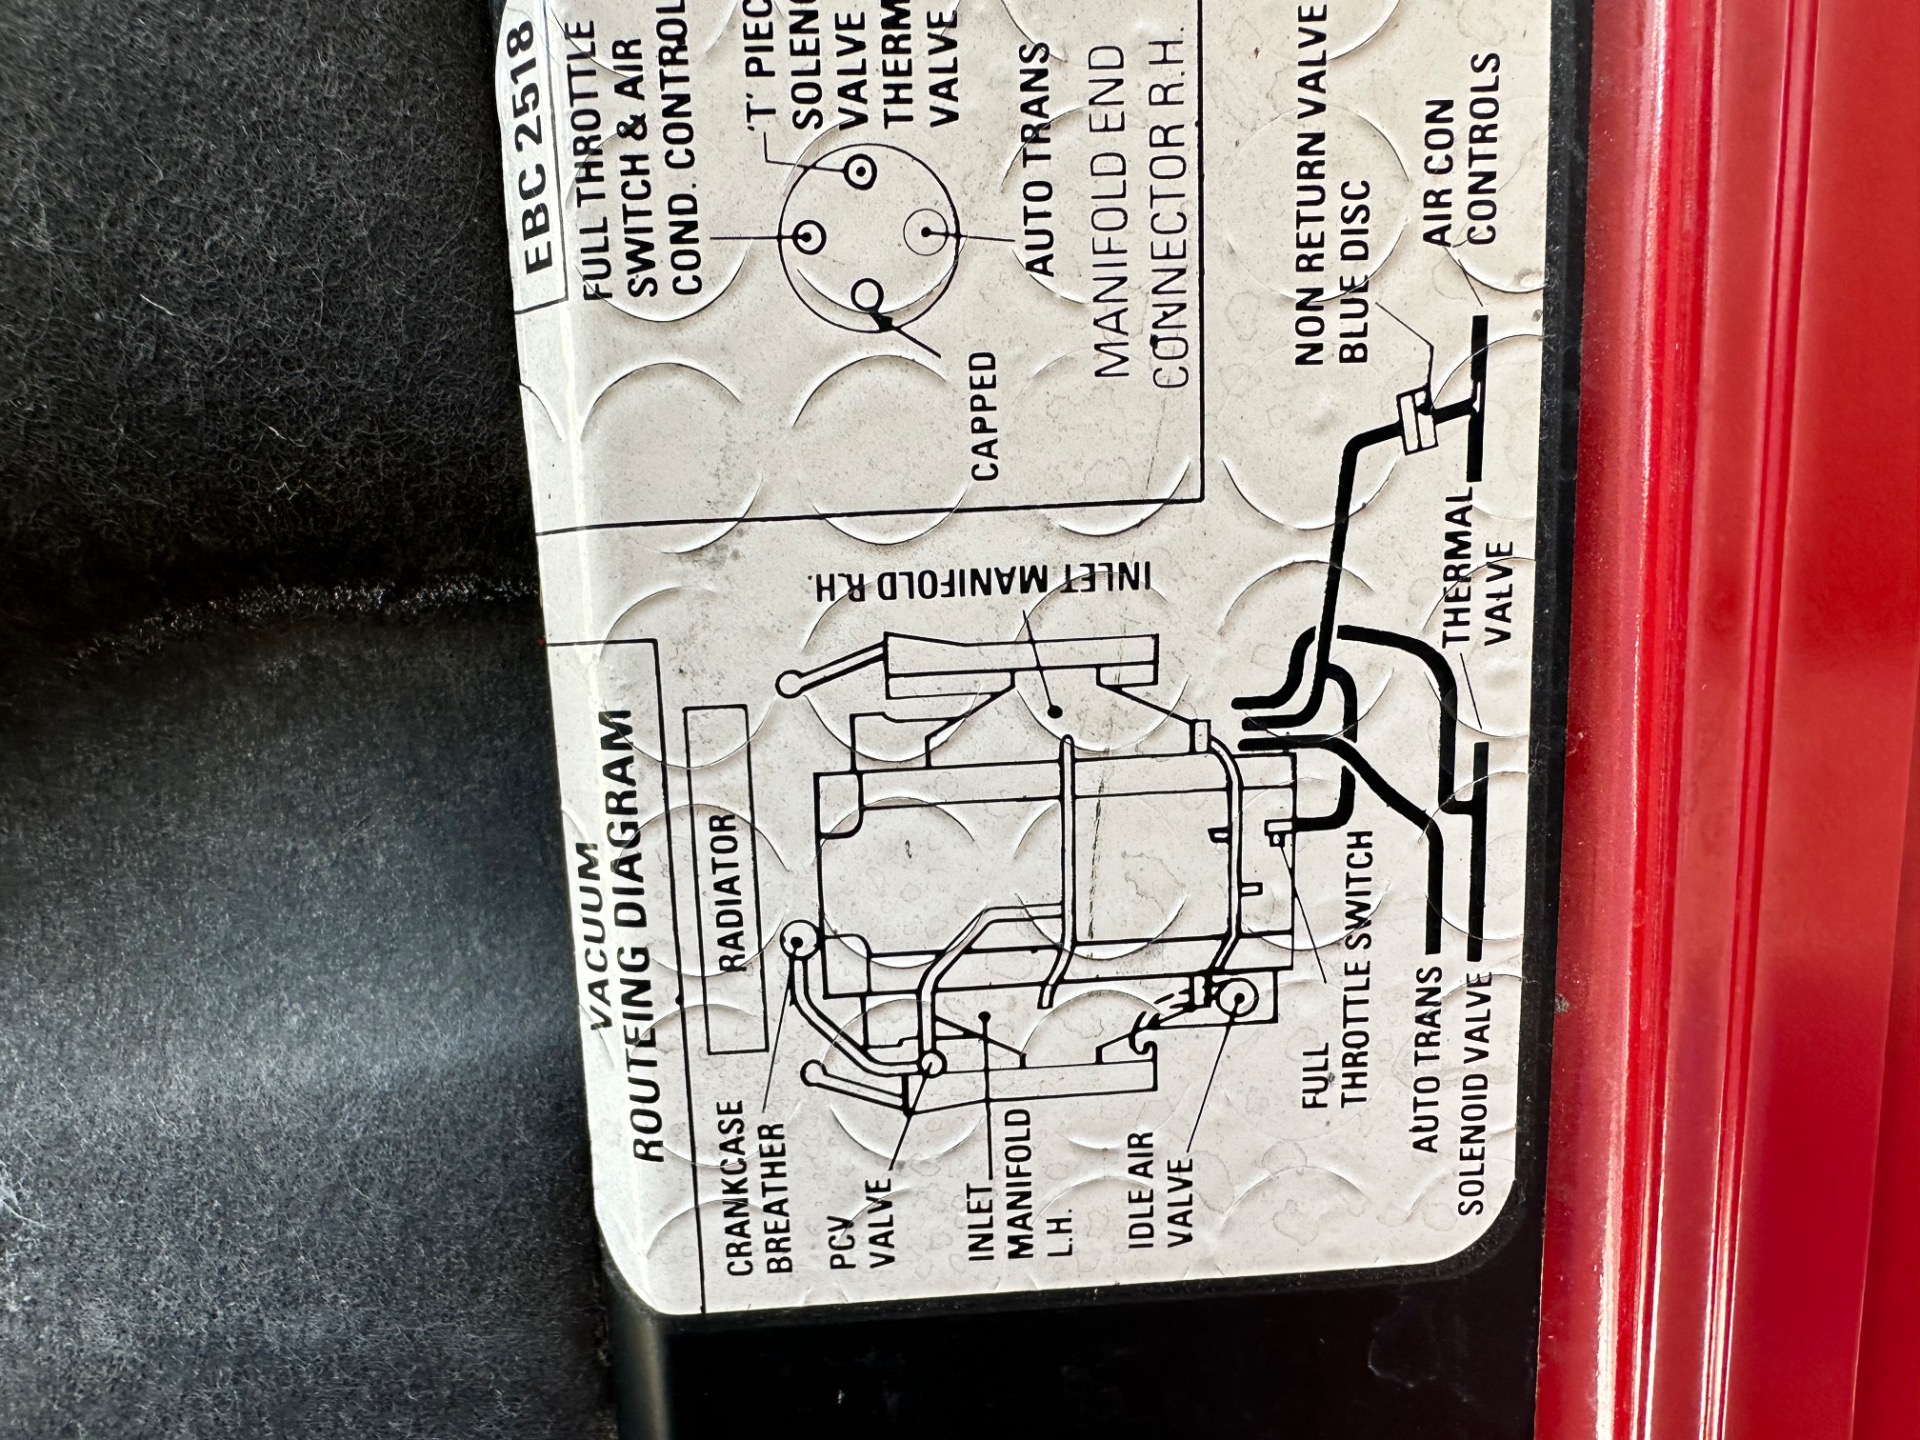 VACUUM
ROUTEING DIAGRAM
EBC 2518
RADIATOR
CRANKCASE
BREATHER
PCV
VALVE
INLET
MANIFOLD
L.H.
IDLE AIR
VALVE
INLET MANIFOLD R.H.
FULL
THROTTLE SWITCH
AUTO TRANS
SOLENOID VALVE
THERMAL
VALVE
NON RETURN VALVE
BLUE DISC
AIR CON
CONTROLS
FULL THROTTLE
SWITCH & AIR
COND. CONTROL
'T' PIEC
SOLENO
VALVE
THERM
VALVE
AUTO TRANS
CAPPED
MANIFOLD END
CONNECTOR R.H.